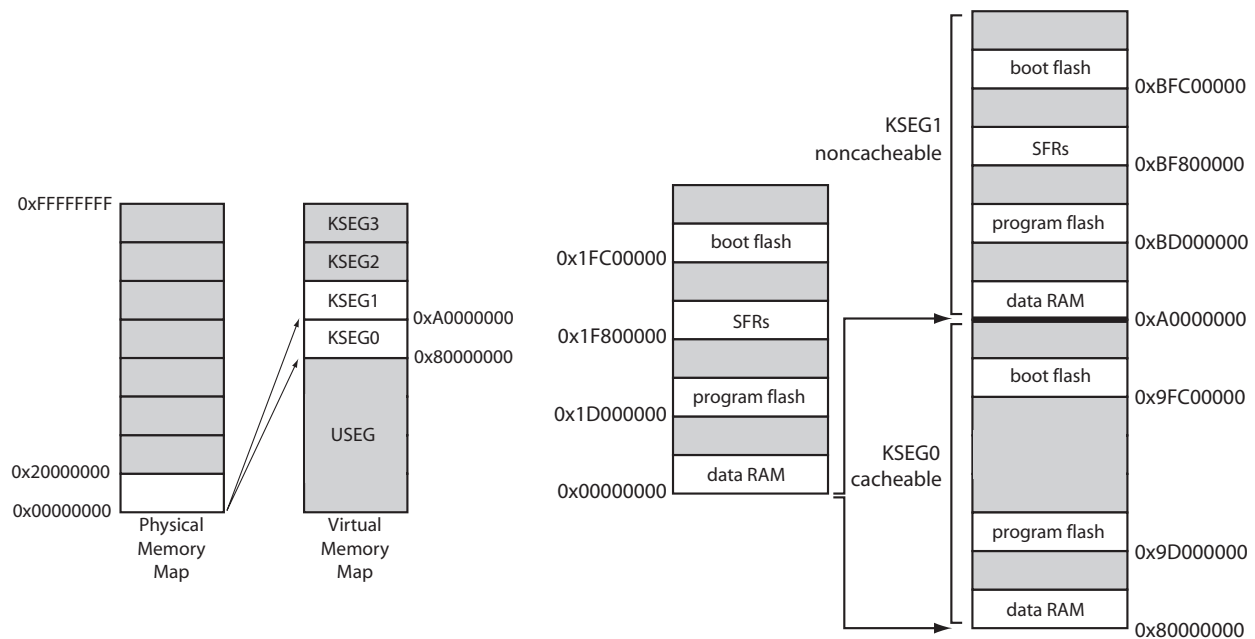 0xFFFFFFFF
0x20000000
0x00000000
Physical
Memory
Map
KSEG3
KSEG2
KSEG1
KSEG0
USEG
0xA0000000
0x80000000
Virtual
Memory
Map
boot flash
0x1FC00000
SFRs
0x1F800000
program flash
0x1D000000
data RAM
0x00000000
KSEG1
noncacheable
KSEG0
cacheable
boot flash
0xBFC00000
SFRs
0xBF800000
program flash
0xBD000000
data RAM
0xA0000000
boot flash
0x9FC00000
program flash
0x9D000000
data RAM
0x80000000